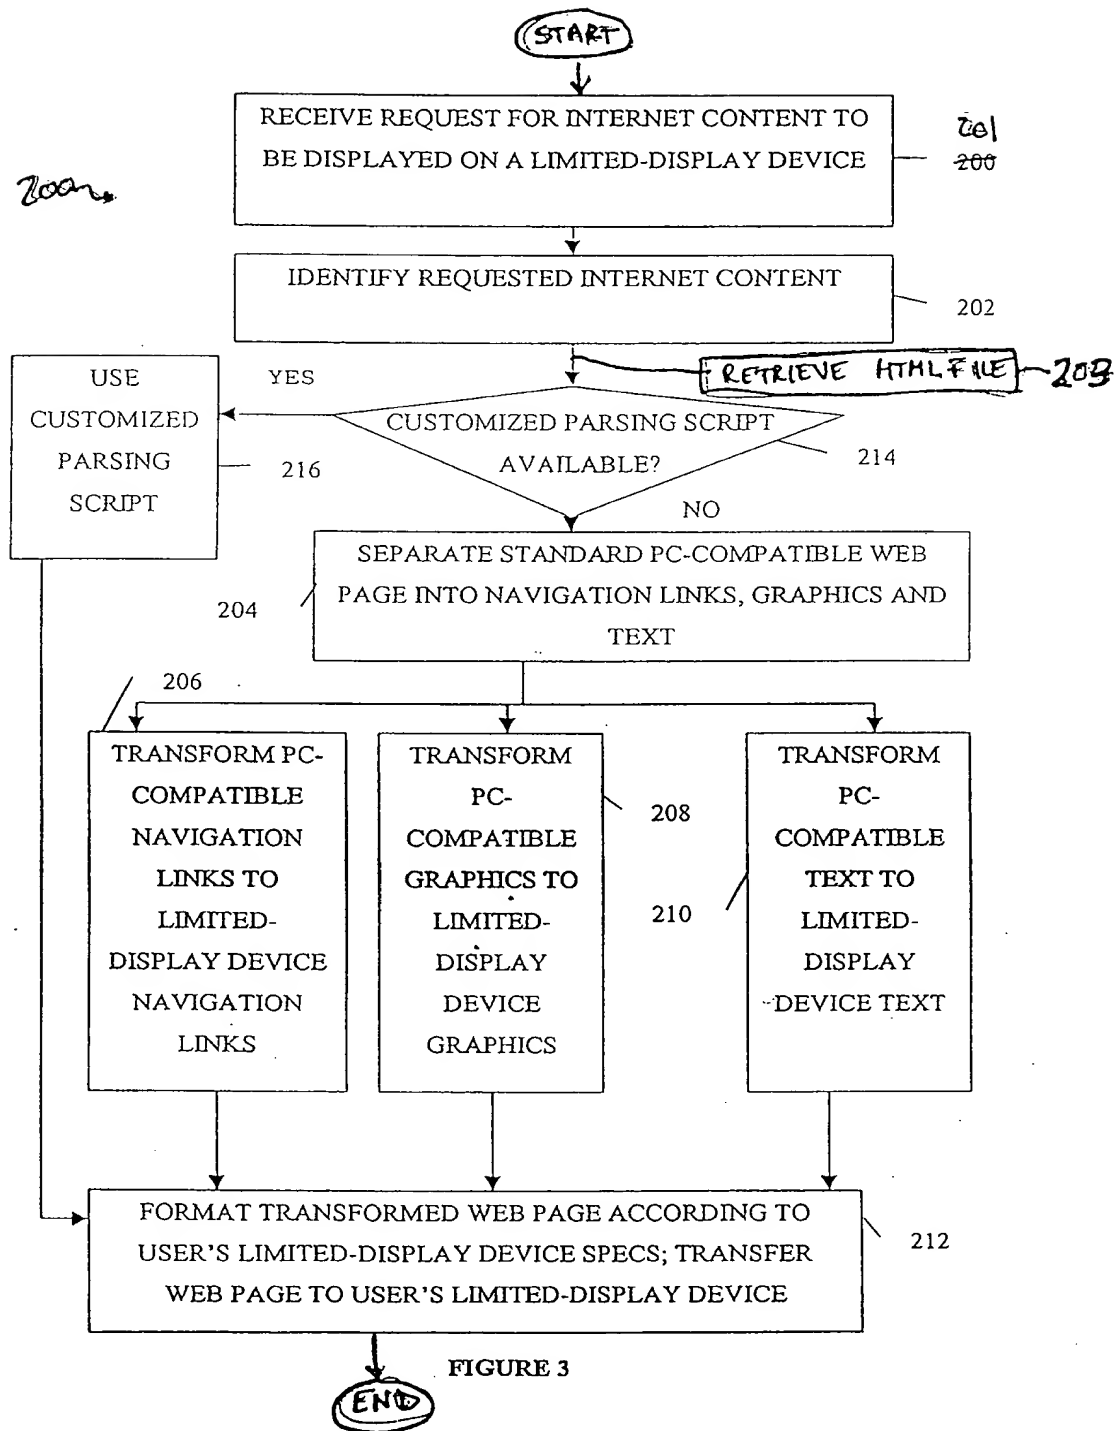 START
RECEIVE REQUEST FOR INTERNET CONTENT TO
BE DISPLAYED ON A LIMITED-DISPLAY DEVICE
201
200
200
IDENTIFY REQUESTED INTERNET CONTENT
202
RETRIEVE HTML FILE
203
USE
CUSTOMIZED
PARSING
SCRIPT
YES
216
CUSTOMIZED PARSING SCRIPT
AVAILABLE?
214
NO
SEPARATE STANDARD PC-COMPATIBLE WEB
PAGE INTO NAVIGATION LINKS, GRAPHICS AND
TEXT
204
206
TRANSFORM PC-
COMPATIBLE
NAVIGATION
LINKS TO
LIMITED-
DISPLAY DEVICE
NAVIGATION
LINKS
TRANSFORM
PC-
COMPATIBLE
GRAPHICS TO
LIMITED-
DISPLAY
DEVICE
GRAPHICS
208
TRANSFORM
PC-
COMPATIBLE
TEXT TO
LIMITED-
DISPLAY
DEVICE TEXT
210
FORMAT TRANSFORMED WEB PAGE ACCORDING TO
USER'S LIMITED-DISPLAY DEVICE SPECS; TRANSFER
WEB PAGE TO USER'S LIMITED-DISPLAY DEVICE
212
FIGURE 3
END